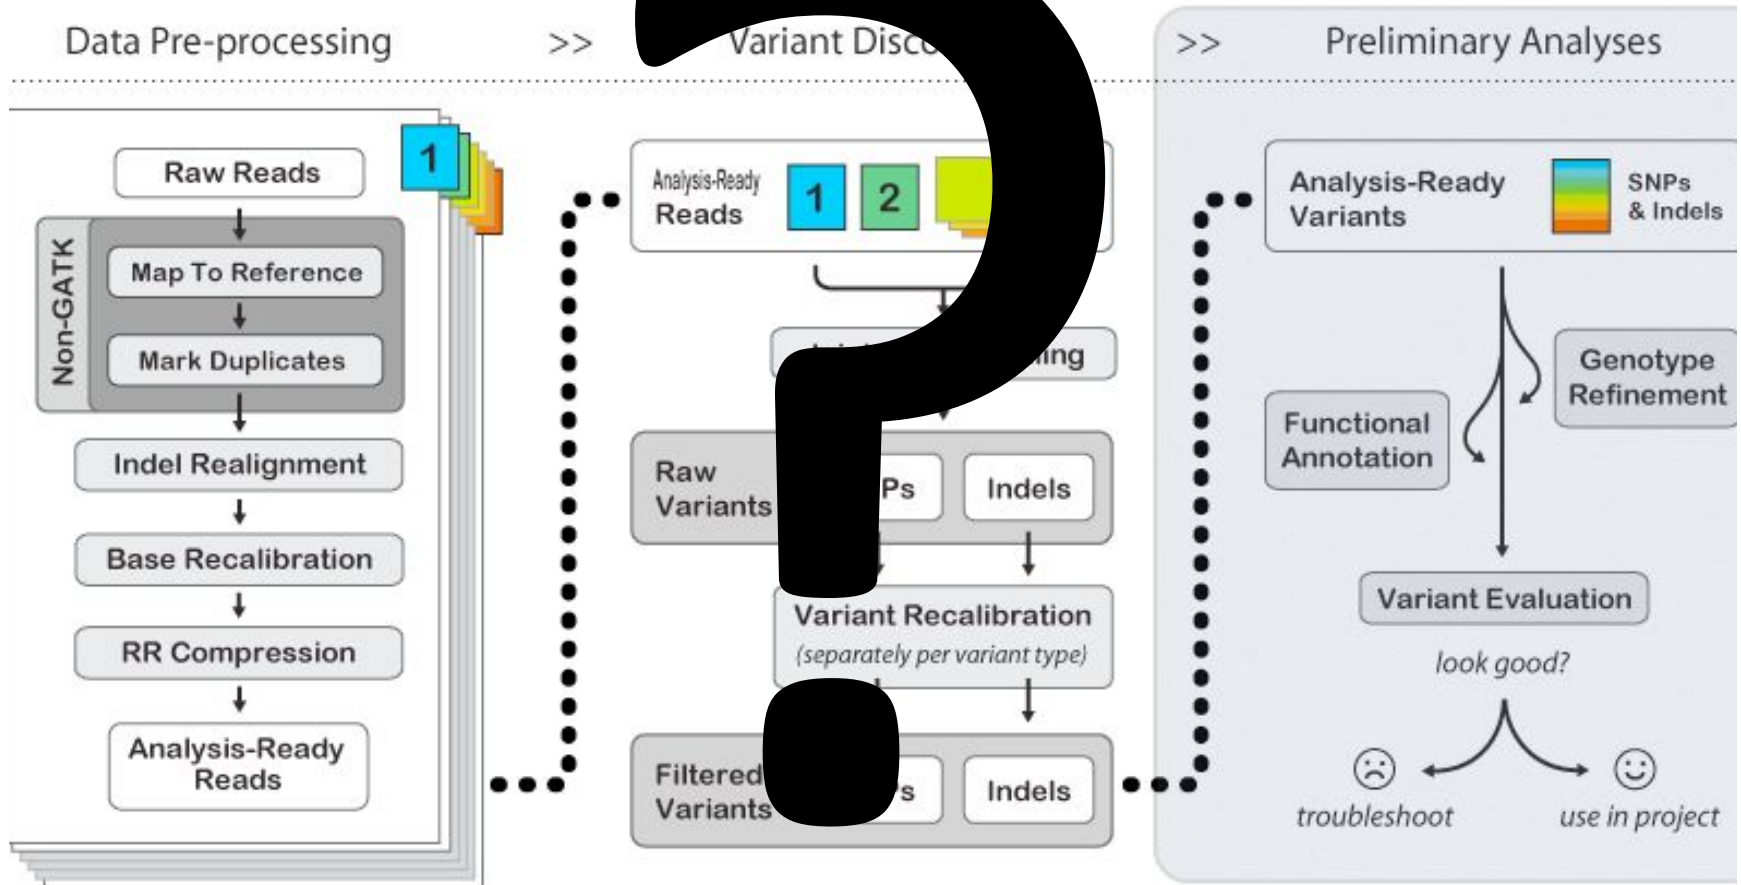 Data Pre-processing
>>
Variant Disco
>>
Preliminary Analyses
1
Raw Reads
Non-GATK
Map To Reference
Mark Duplicates
Indel Realignment
Base Recalibration
RR Compression
Analysis-Ready
Reads
Analysis-Ready
Reads
1
2
?
Raw
Variants
Indels
Variant Recalibration
(separately per variant type)
Filtered
Variants
Indels
Analysis-Ready
Variants
SNPs
& Indels
Genotype
Refinement
Functional
Annotation
Variant Evaluation
look good?
troubleshoot
use in project